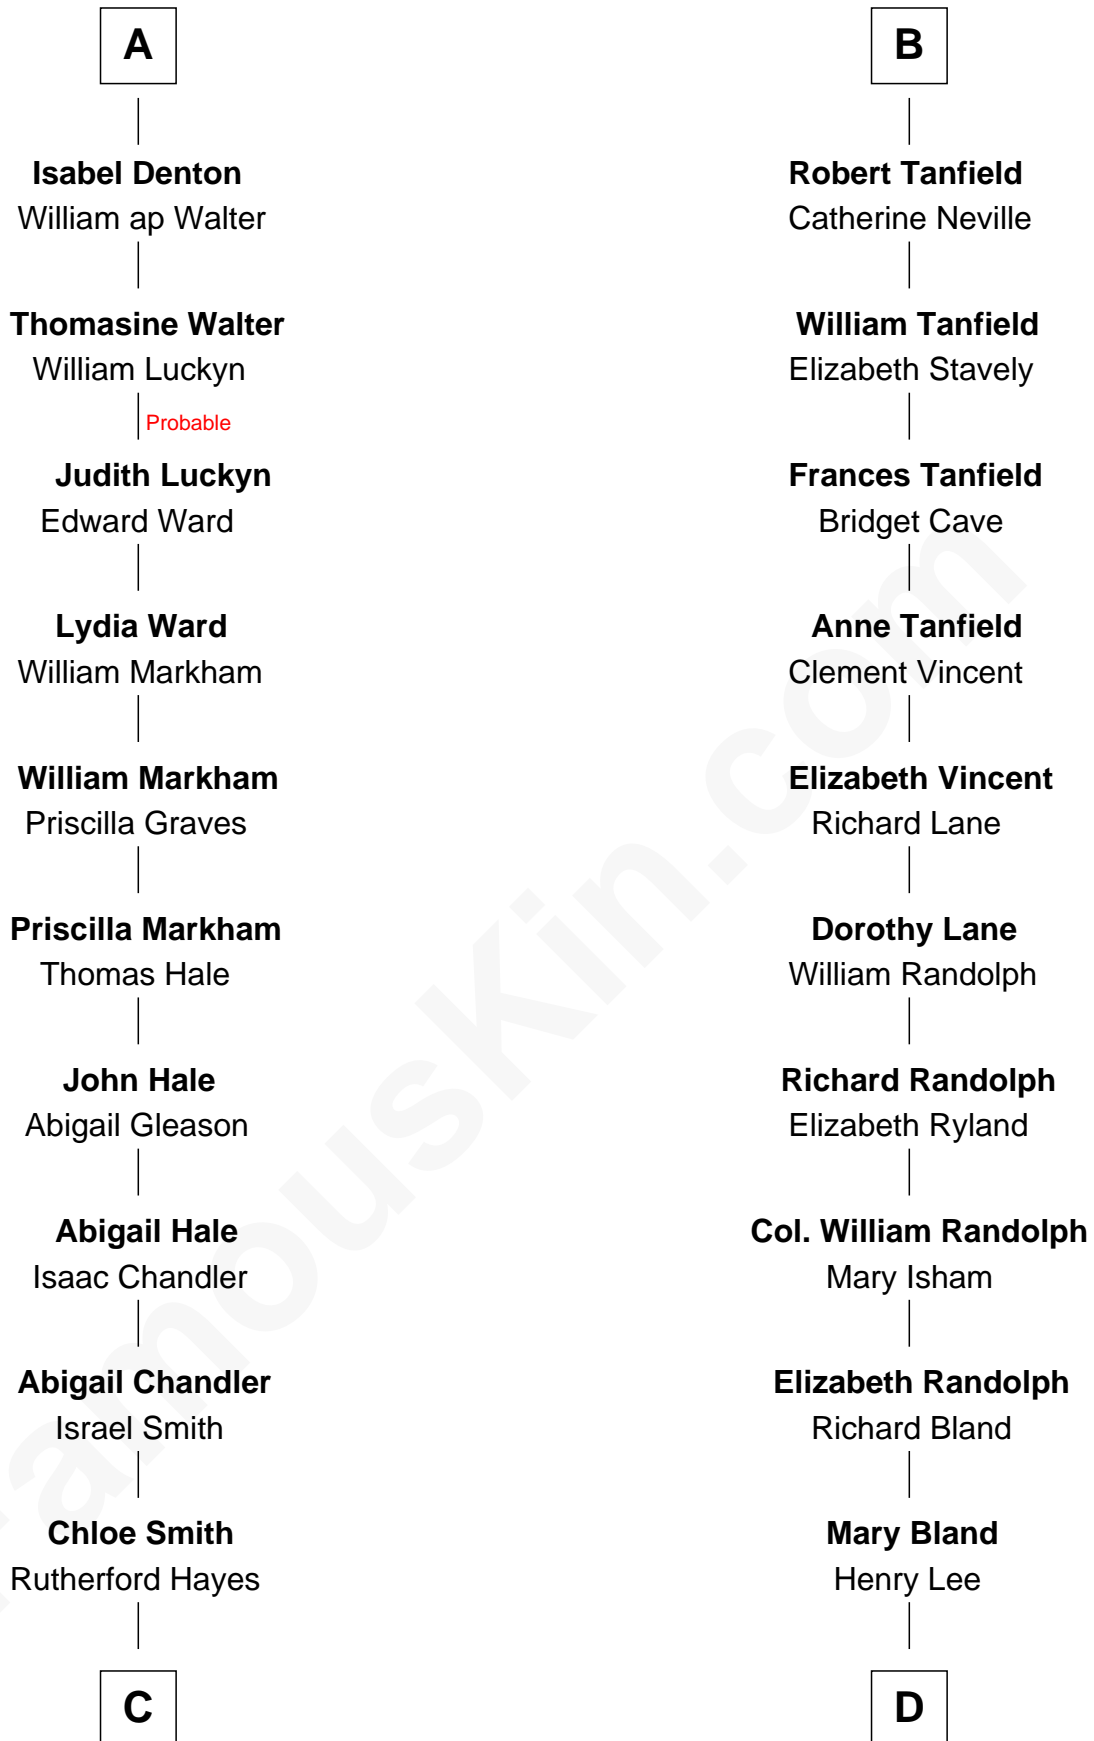 A
Isabel Denton
William ap Walter
Thomasine Walter
William Luckyn
Probable
Judith Luckyn
Edward Ward
Lydia Ward
William Markham
William Markham
Priscilla Graves
Priscilla Markham
Thomas Hale
John Hale
Abigail Gleason
Abigail Hale
Isaac Chandler
Abigail Chandler
Israel Smith
Chloe Smith
Rutherford Hayes
C
B
Robert Tanfield
Catherine Neville
William Tanfield
Elizabeth Stavely
Frances Tanfield
Bridget Cave
Anne Tanfield
Clement Vincent
Elizabeth Vincent
Richard Lane
Dorothy Lane
William Randolph
Richard Randolph
Elizabeth Ryland
Col. William Randolph
Mary Isham
Elizabeth Randolph
Richard Bland
Mary Bland
Henry Lee
D
FamousKin.com